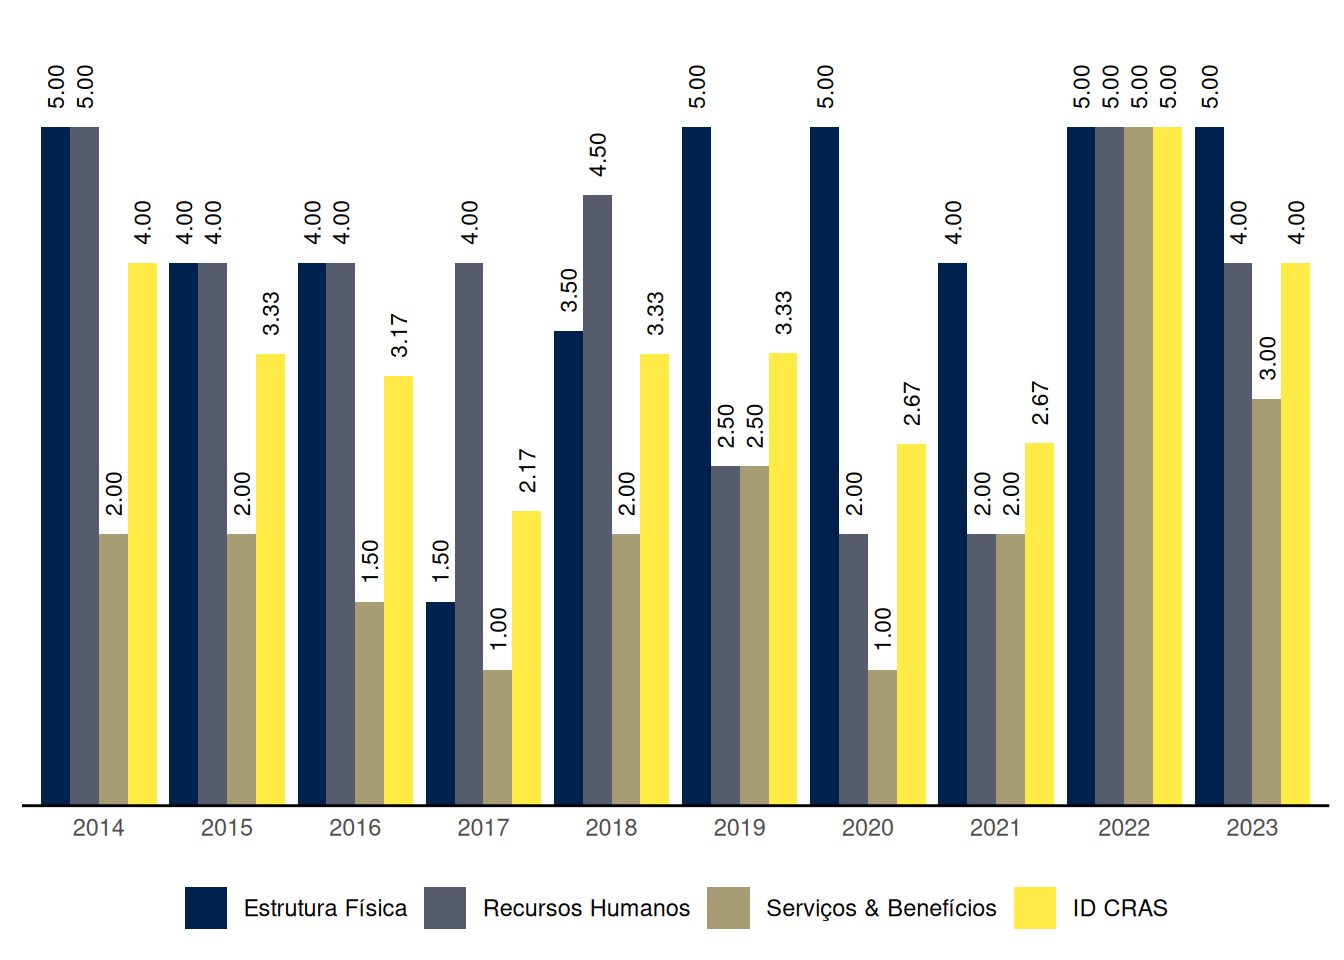 5.00 5.00 2.00 4.00
4.00 4.00 2.00 3.33
4.00 4.00 1.50 3.17
1.50 4.00 1.00 2.17
3.50 4.50 2.00 3.33
5.00 2.50 2.50 3.33
5.00 2.00 1.00 2.67
4.00 2.00 2.00 2.67
5.00 5.00 5.00 5.00
5.00 4.00 3.00 4.00
2014 2015 2016 2017 2018 2019 2020 2021 2022 2023
Estrutura Física Recursos Humanos Serviços & Benefícios ID CRAS